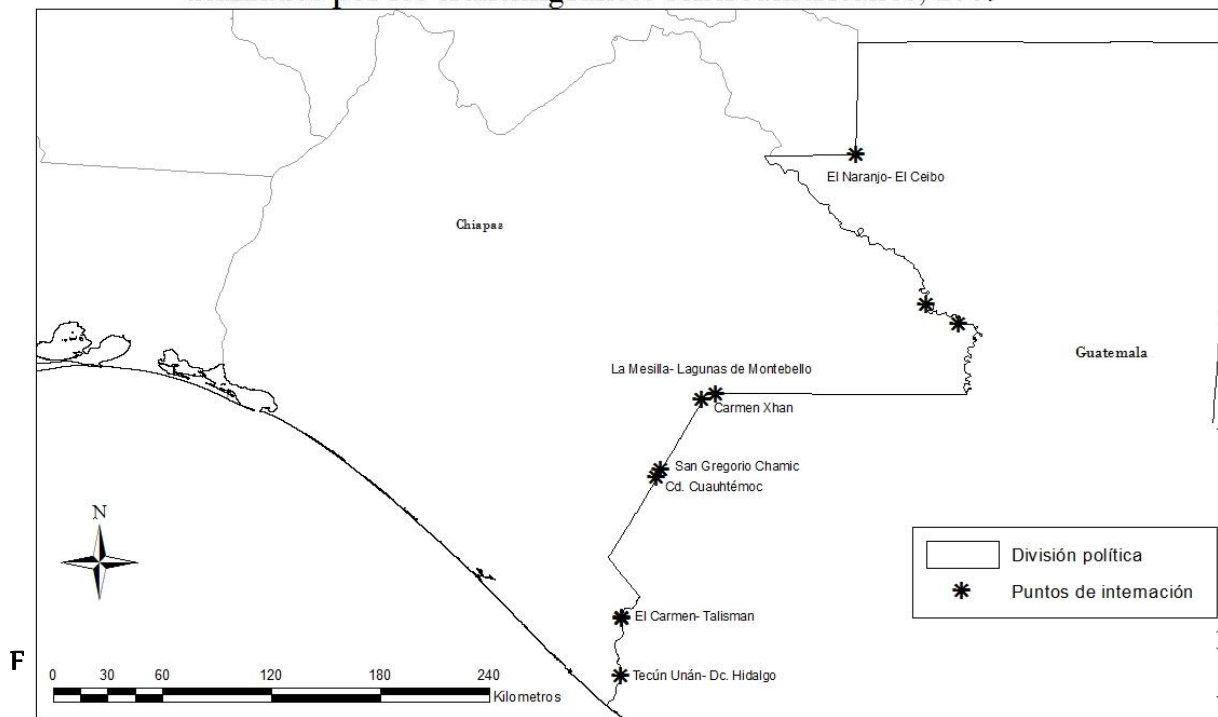 El Naranjo- El Ceibo
Chiapas
Guatemala
La Mesilla- Lagunas de Montebello
Carmen Xhan
San Gregorio Chamic
Cd. Cuauhtémoc
N
División política
Puntos de internación
El Carmen- Talisman
Tecún Unán- Dc. Hidalgo
F
0 30 60 120 180 240
Kilometros